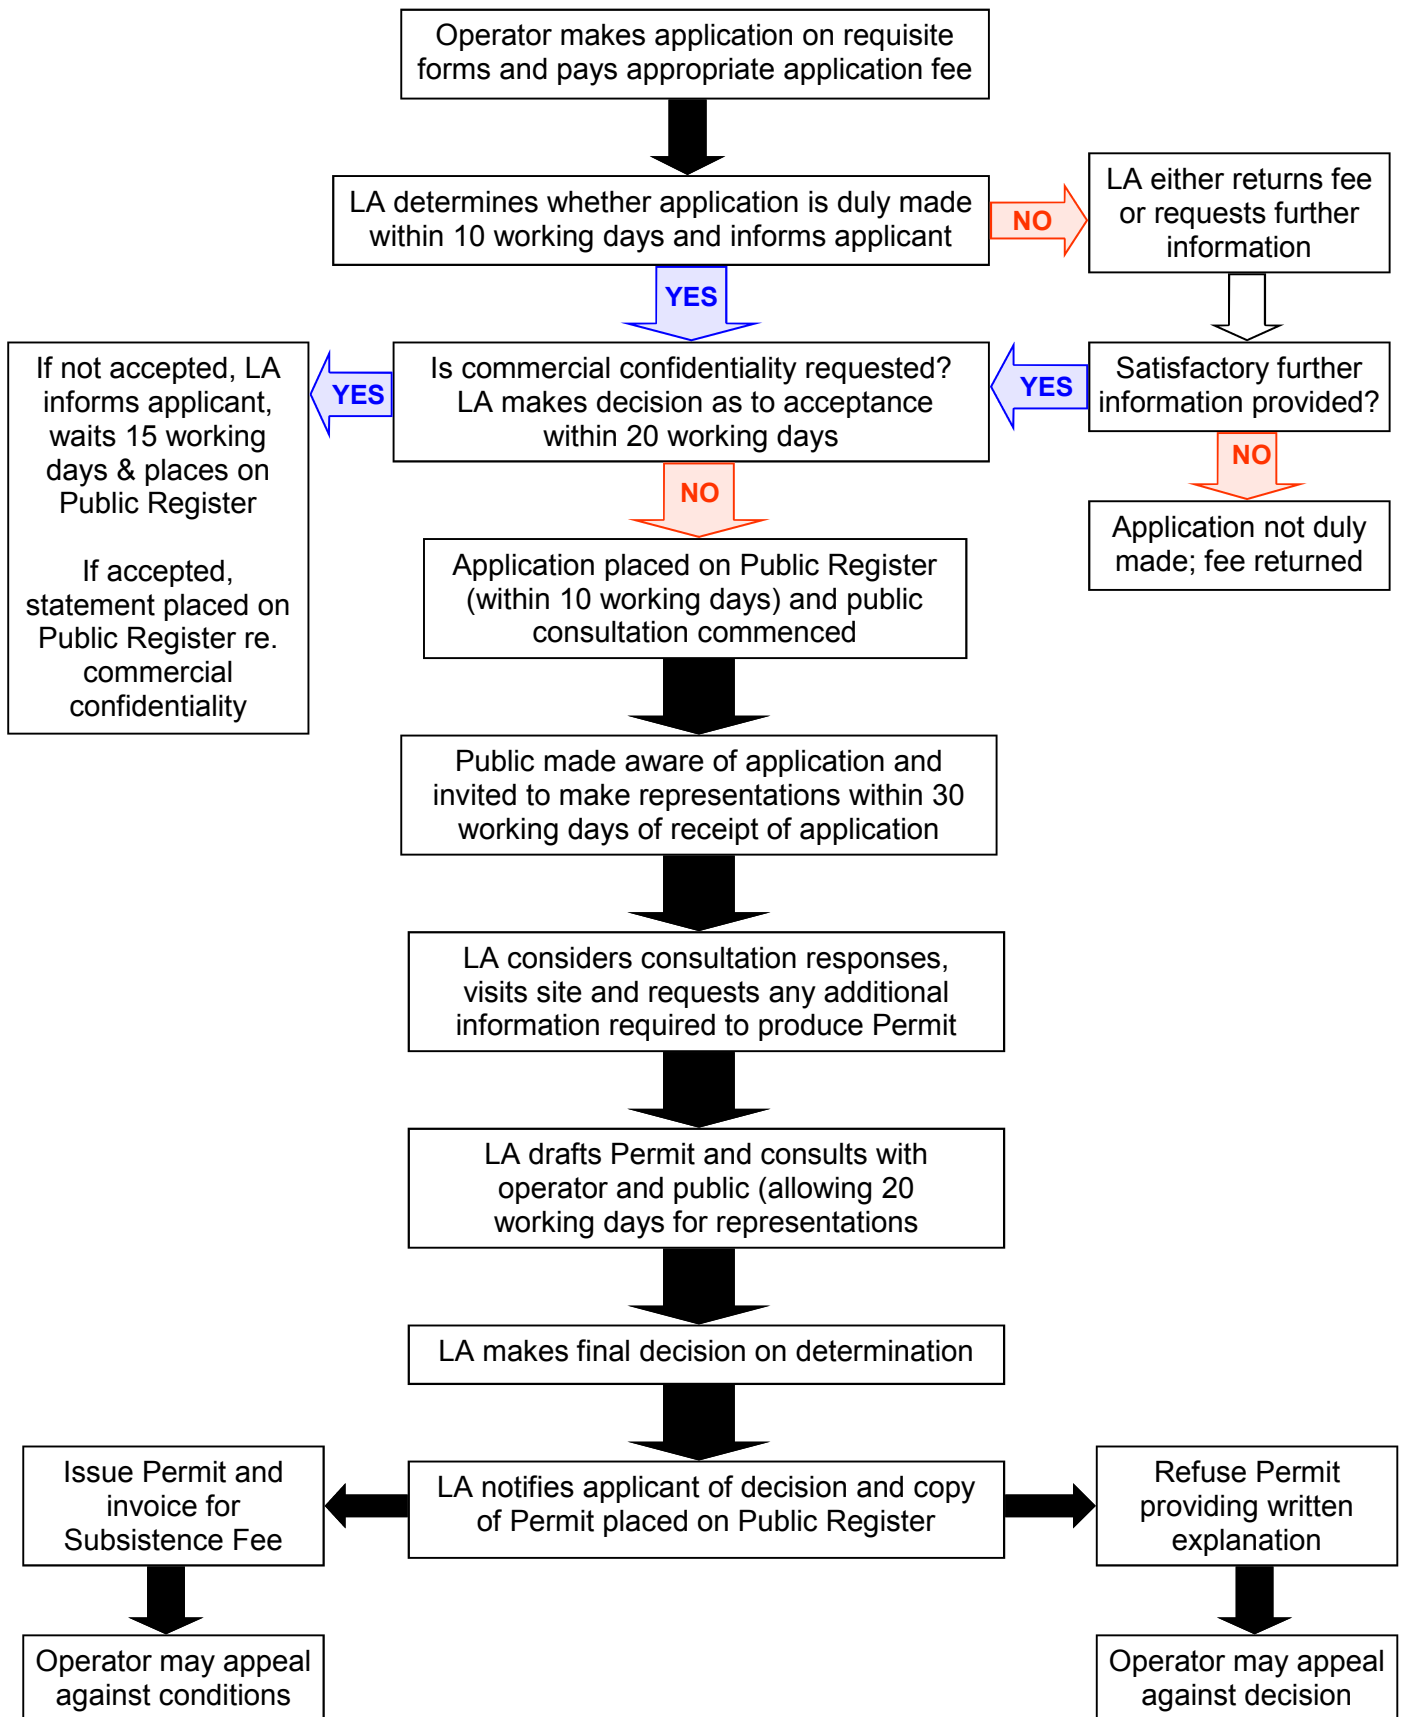 Operator makes application on requisite
forms and pays appropriate application fee
LA determines whether application is duly made
within 10 working days and informs applicant
NO
LA either returns fee
or requests further
information
YES
If not accepted, LA
informs applicant,
waits 15 working
days & places on
Public Register
If accepted,
statement placed on
Public Register re.
commercial
confidentiality
YES
Is commercial confidentiality requested?
LA makes decision as to acceptance
within 20 working days
YES
Satisfactory further
information provided?
NO
NO
Application not duly
made; fee returned
Application placed on Public Register
(within 10 working days) and public
consultation commenced
Public made aware of application and
invited to make representations within 30
working days of receipt of application
LA considers consultation responses,
visits site and requests any additional
information required to produce Permit
LA drafts Permit and consults with
operator and public (allowing 20
working days for representations
LA makes final decision on determination
Issue Permit and
invoice for
Subsistence Fee
LA notifies applicant of decision and copy
of Permit placed on Public Register
Refuse Permit
providing written
explanation
Operator may appeal
against conditions
Operator may appeal
against decision